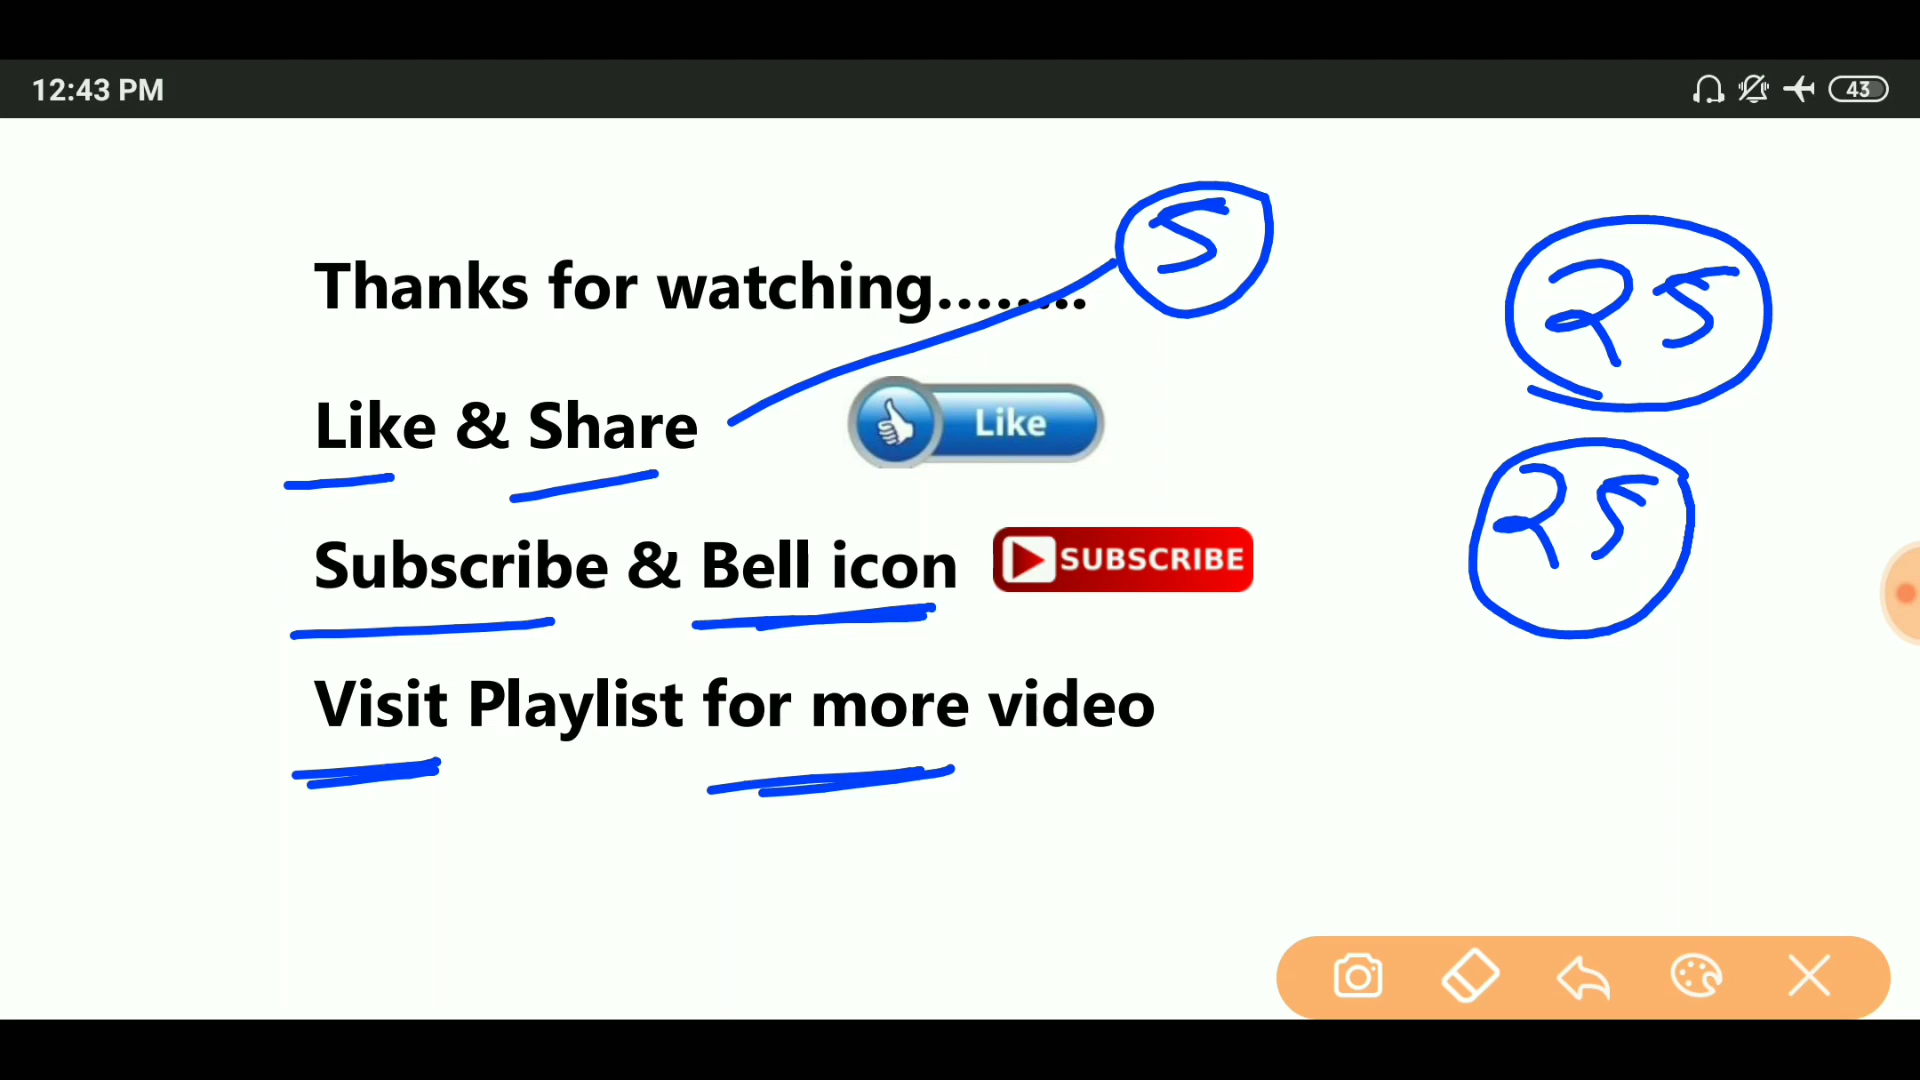 12:43 PM
43
Thanks for watching........
5
25
Like & Share
Like
25
Subscribe & Bell icon
SUBSCRIBE
Visit Playlist for more video